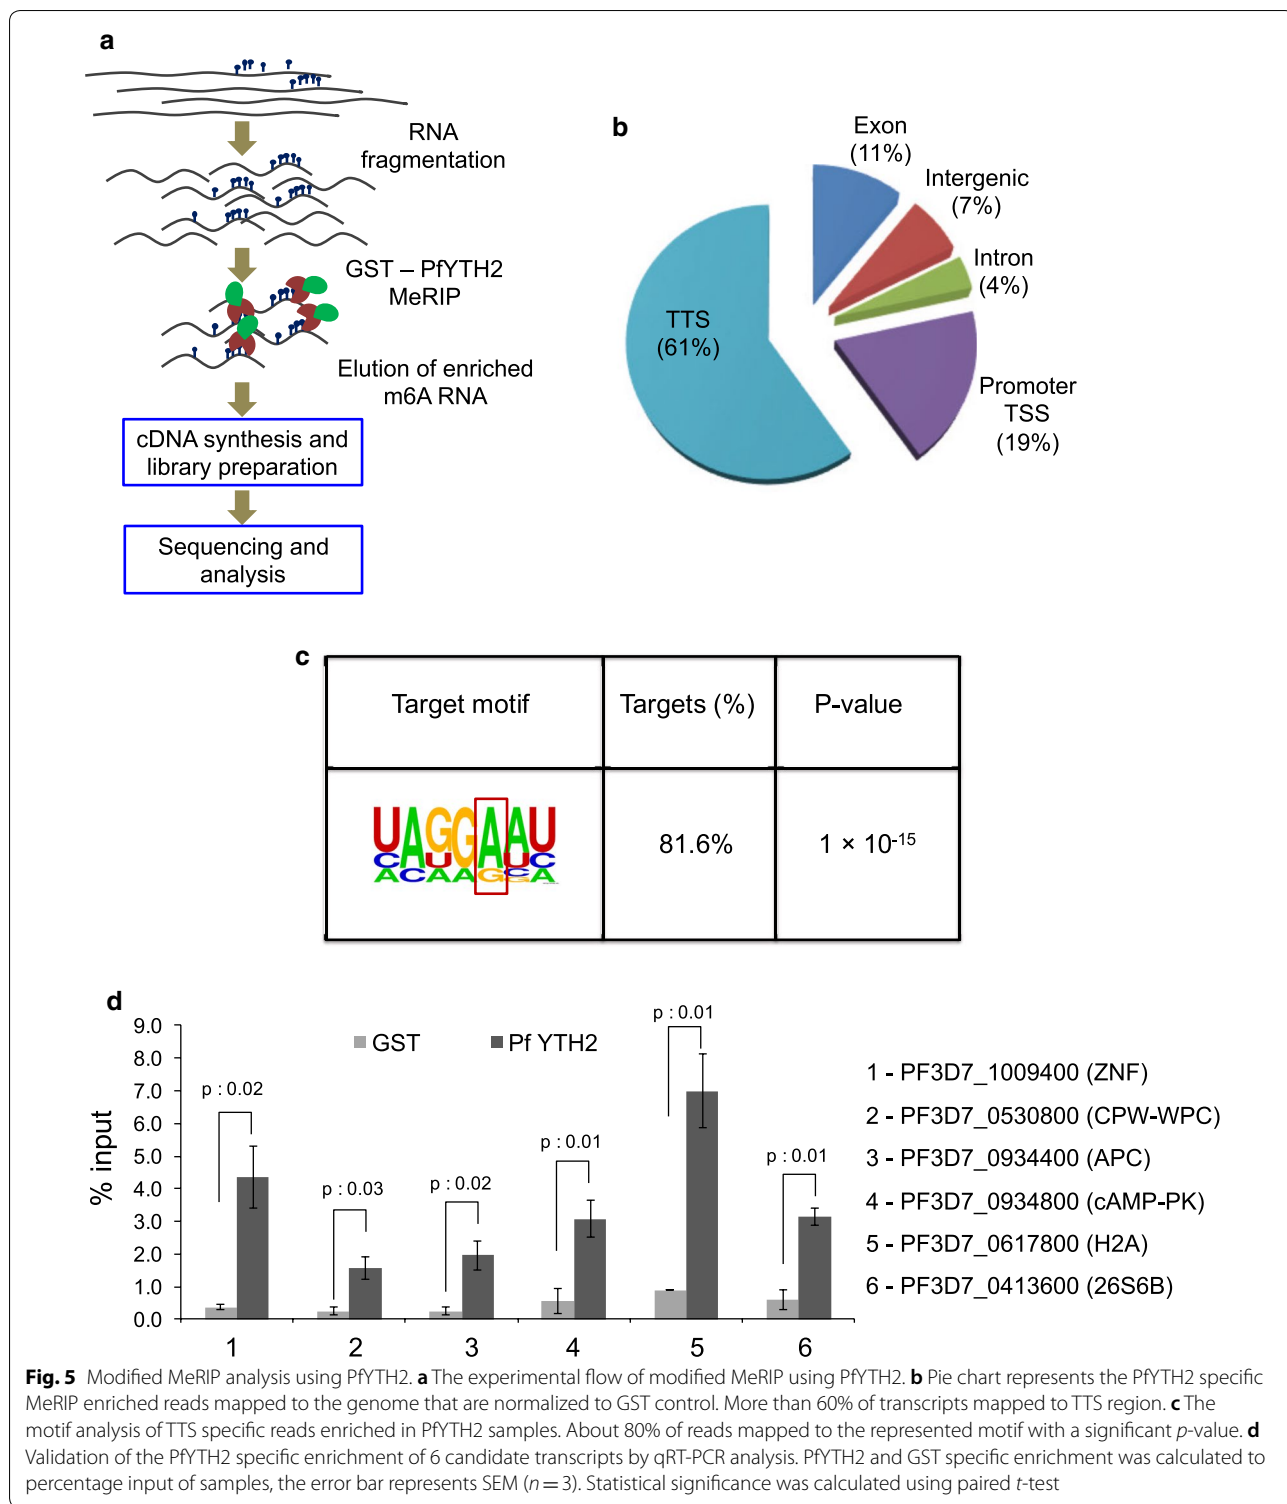 a
RNA
fragmentation
GST – PfYTH2
MeRIP
Elution of enriched
m6A RNA
cDNA synthesis and
library preparation
Sequencing and
analysis
b
Exon
(11%)
Intergenic
(7%)
Intron
(4%)
Promoter
TSS
(19%)
TTS
(61%)
c
Target motif Targets (%) P-value
UAGGAAU 81.6% 1 × 10-15
CAUGAUC
ACAAGCA
G
d
% input
9.0
8.0
7.0
6.0
5.0
4.0
3.0
2.0
1.0
0.0
GST Pf YTH2
p : 0.02
p : 0.03
p : 0.02
p : 0.01
p : 0.01
p : 0.01
1 2 3 4 5 6
1 - PF3D7_1009400 (ZNF)
2 - PF3D7_0530800 (CPW-WPC)
3 - PF3D7_0934400 (APC)
4 - PF3D7_0934800 (cAMP-PK)
5 - PF3D7_0617800 (H2A)
6 - PF3D7_0413600 (26S6B)
Fig. 5 Modified MeRIP analysis using PfYTH2. a The experimental flow of modified MeRIP using PfYTH2. b Pie chart represents the PfYTH2 specific
MeRIP enriched reads mapped to the genome that are normalized to GST control. More than 60% of transcripts mapped to TTS region. c The
motif analysis of TTS specific reads enriched in PfYTH2 samples. About 80% of reads mapped to the represented motif with a significant p-value. d
Validation of the PfYTH2 specific enrichment of 6 candidate transcripts by qRT-PCR analysis. PfYTH2 and GST specific enrichment was calculated to
percentage input of samples, the error bar represents SEM (n = 3). Statistical significance was calculated using paired t-test